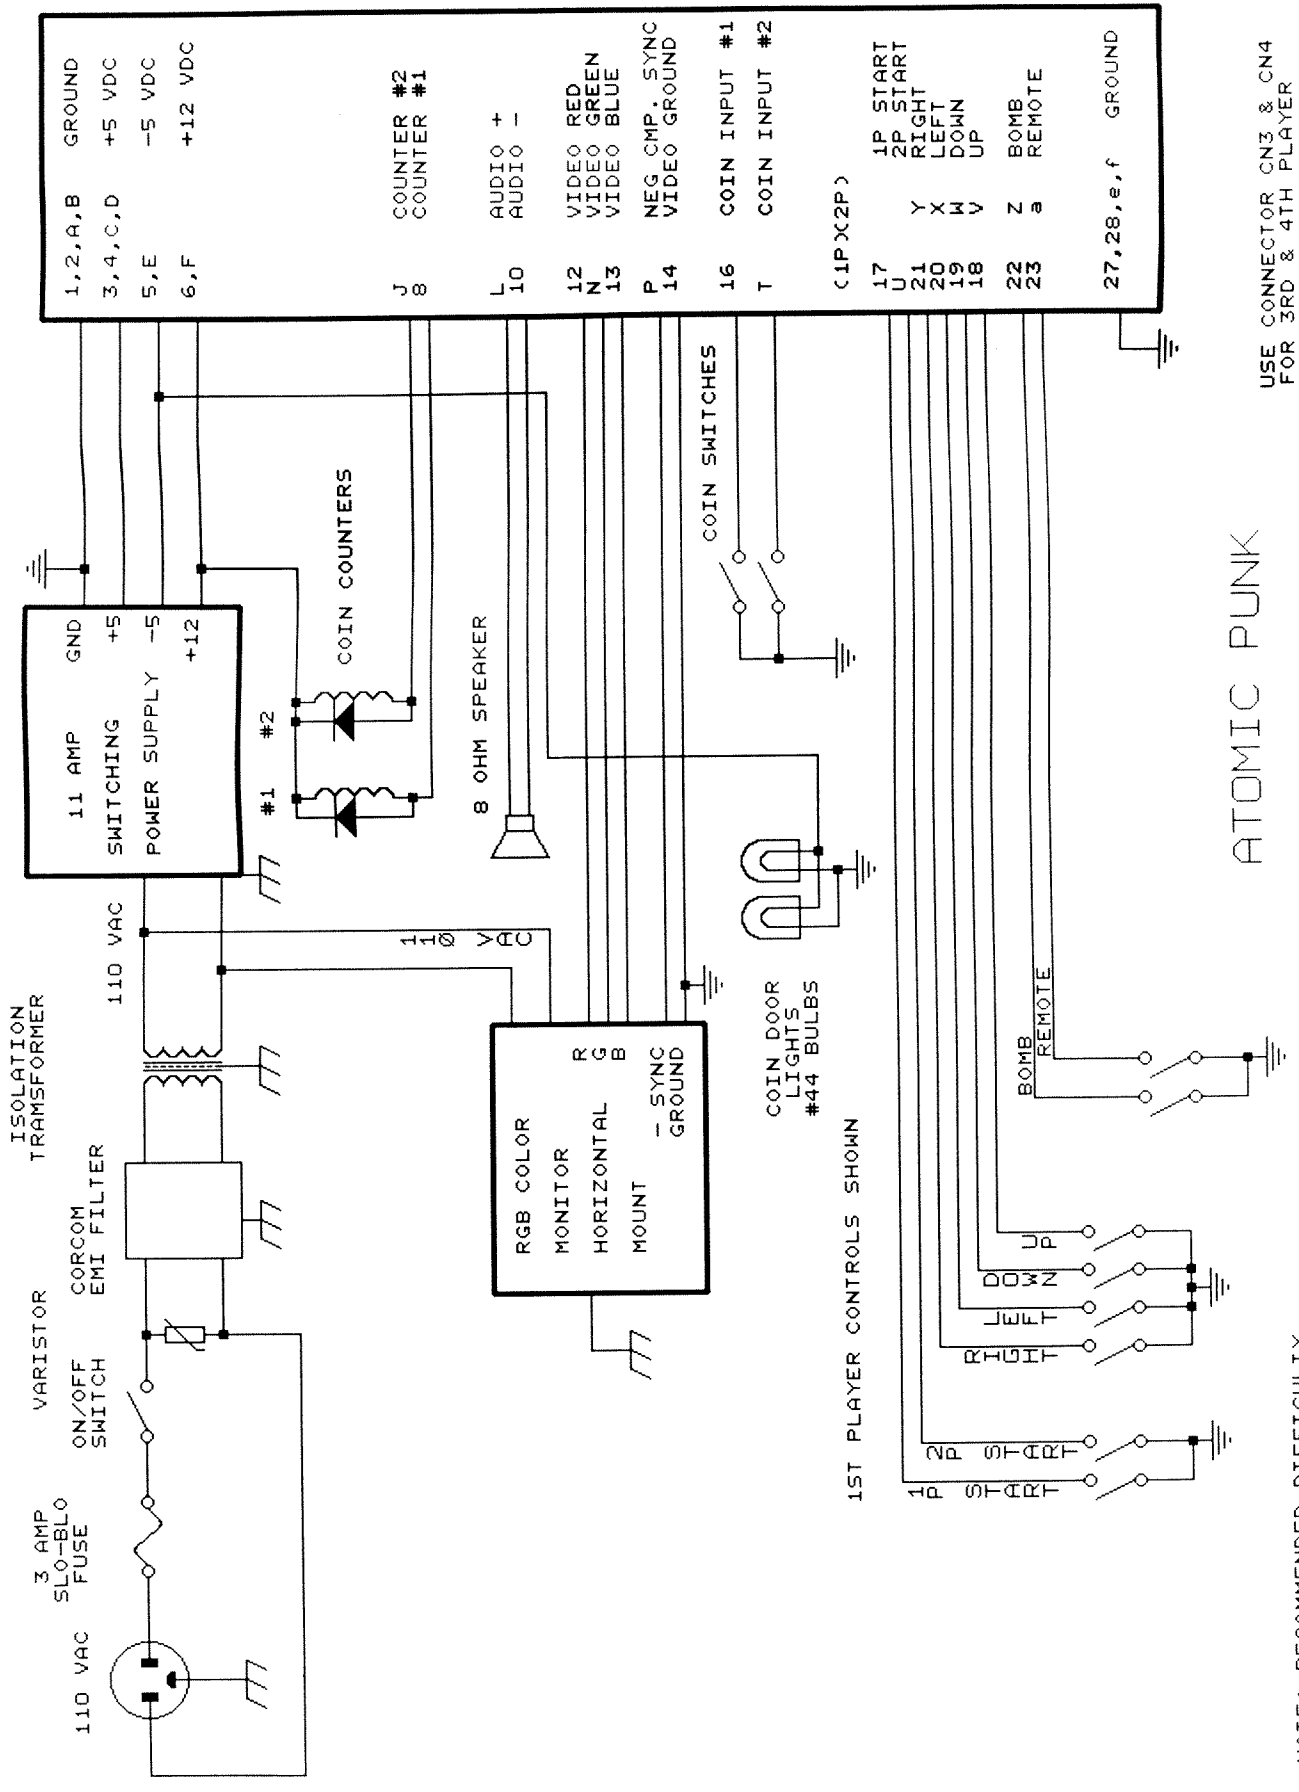 1,2,A,B GROUND
3,4,C,D +5 VDC
5,E -5 VDC
6,F +12 VDC
J COUNTER #2
8 COUNTER #1
L AUDIO +
10 AUDIO -
12 VIDEO RED
N VIDEO GREEN
13 VIDEO BLUE
P NEG CMP. SYNC
14 VIDEO GROUND
16 COIN INPUT #1
T COIN INPUT #2
(1P)(2P)
17 1P START
U 2P START
21 Y RIGHT
20 X LEFT
19 W DOWN
18 V UP
22 Z BOMB
23 a REMOTE
27,28,e,f GROUND
USE CONNECTOR CN3 & CN4
FOR 3RD & 4TH PLAYER
11 AMP
SWITCHING
POWER SUPPLY
GND
+5
-5
+12
#1
#2
COIN COUNTERS
8 OHM SPEAKER
COIN SWITCHES
110 VAC
110 VAC
ISOLATION
TRAMSFORMER
CORCOM
EMI FILTER
VARISTOR
ON/OFF
SWITCH
3 AMP
SLO-BLO
FUSE
110 VAC
RGB COLOR
MONITOR
HORIZONTAL
MOUNT
R
G
B
- SYNC
GROUND
COIN DOOR
LIGHTS
#44 BULBS
1ST PLAYER CONTROLS SHOWN
1P START
2P START
RIGHT
LEFT
DOWN
UP
BOMB
REMOTE
ATOMIC PUNK
NOTE: RECOMMENDED DIFFICULTY